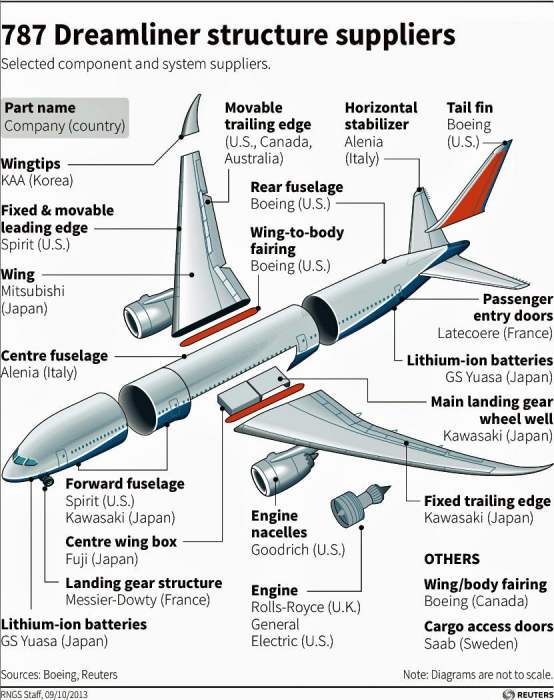 787 Dreamliner structure suppliers
Selected component and system suppliers.
Part name
Company (country)
Wingtips
KAA (Korea)
Fixed & movable
leading edge
Spirit (U.S.)
Wing
Mitsubishi
(Japan)
Centre fuselage
Alenia (Italy)
Movable
trailing edge
(U.S., Canada,
Australia)
Rear fuselage
Boeing (U.S.)
Wing-to-body
fairing
Boeing (U.S.)
Horizontal
stabilizer
Alenia
(Italy)
Tail fin
Boeing
(U.S.)
Passenger
entry doors
Latecoere (France)
Lithium-ion batteries
GS Yuasa (Japan)
Main landing gear
wheel well
Kawasaki (Japan)
Forward fuselage
Spirit (U.S.)
Kawasaki (Japan)
Centre wing box
Fuji (Japan)
Landing gear structure
Messier-Dowty (France)
Lithium-ion batteries
GS Yuasa (Japan)
Engine
nacelles
Goodrich (U.S.)
Engine
Rolls-Royce (U.K.)
General
Electric (U.S.)
Fixed trailing edge
Kawasaki (Japan)
OTHERS
Wing/body fairing
Boeing (Canada)
Cargo access doors
Saab (Sweden)
Sources: Boeing, Reuters
Note: Diagrams are not to scale.
RNGS Staff, 09/10/2013
REUTERS